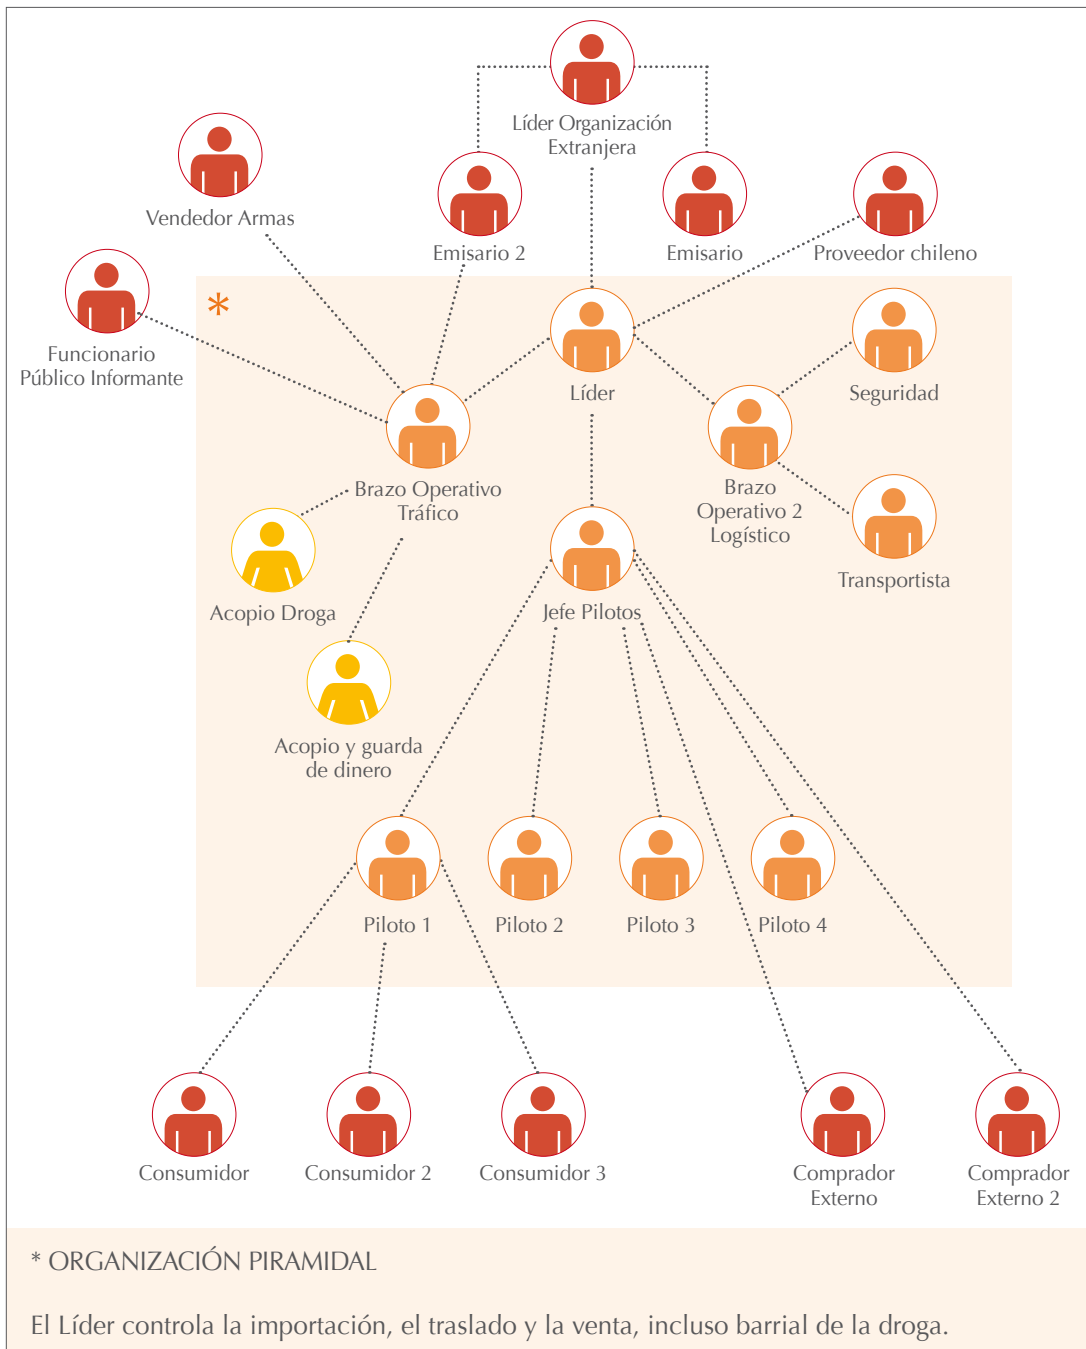 Líder Organización
Extranjera
Vendedor Armas
Emisario 2
Emisario
Proveedor chileno
*
Funcionario
Público Informante
Líder
Seguridad
Brazo Operativo
Tráfico
Brazo
Operativo 2
Logístico
Acopio Droga
Jefe Pilotos
Transportista
Acopio y guarda
de dinero
Piloto 1
Piloto 2
Piloto 3
Piloto 4
Consumidor
Consumidor 2
Consumidor 3
Comprador
Externo
Comprador
Externo 2
* ORGANIZACIÓN PIRAMIDAL
El Líder controla la importación, el traslado y la venta, incluso barrial de la droga.